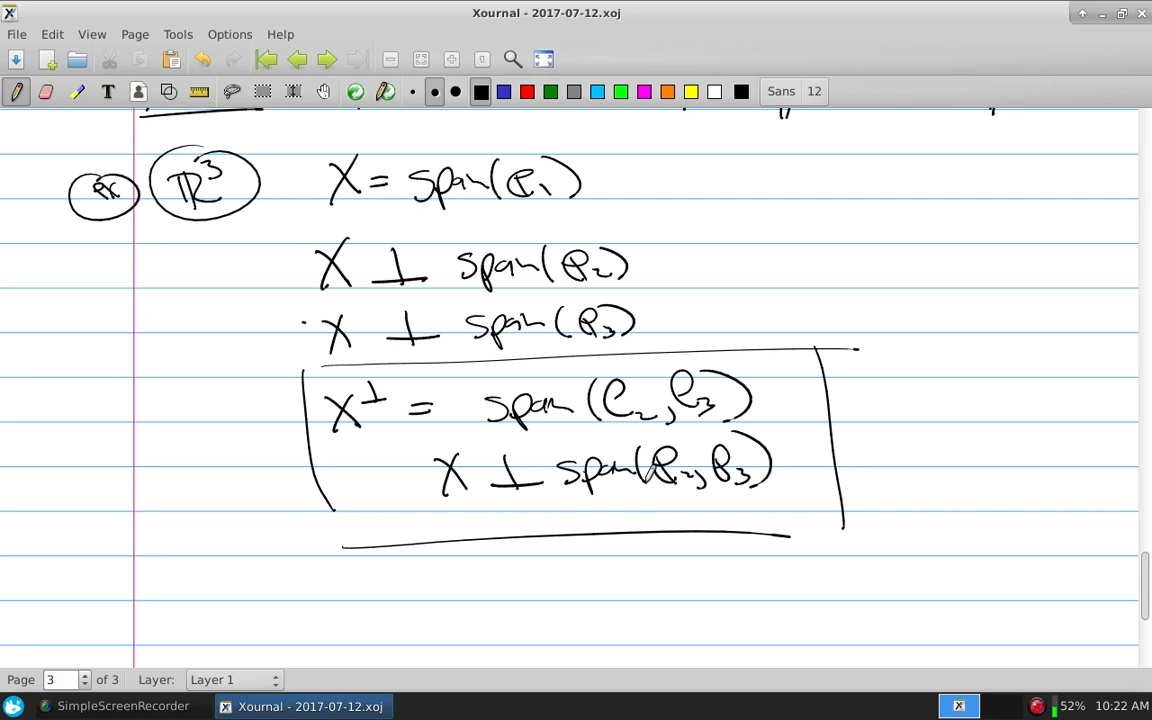 Xournal - 2017-07-12.xoj
File Edit View Page Tools Options Help
Sans 12
ex ℝ³ X = span(e₁)
X ⊥ span(e₂)
X ⊥ span(e₃)
X^⊥ = span(e₂, e₃)
X ⊥ span(e₂, e₃)
Page 3 of 3 Layer: Layer 1
SimpleScreenRecorder Xournal - 2017-07-12.xoj 52% 10:22 AM